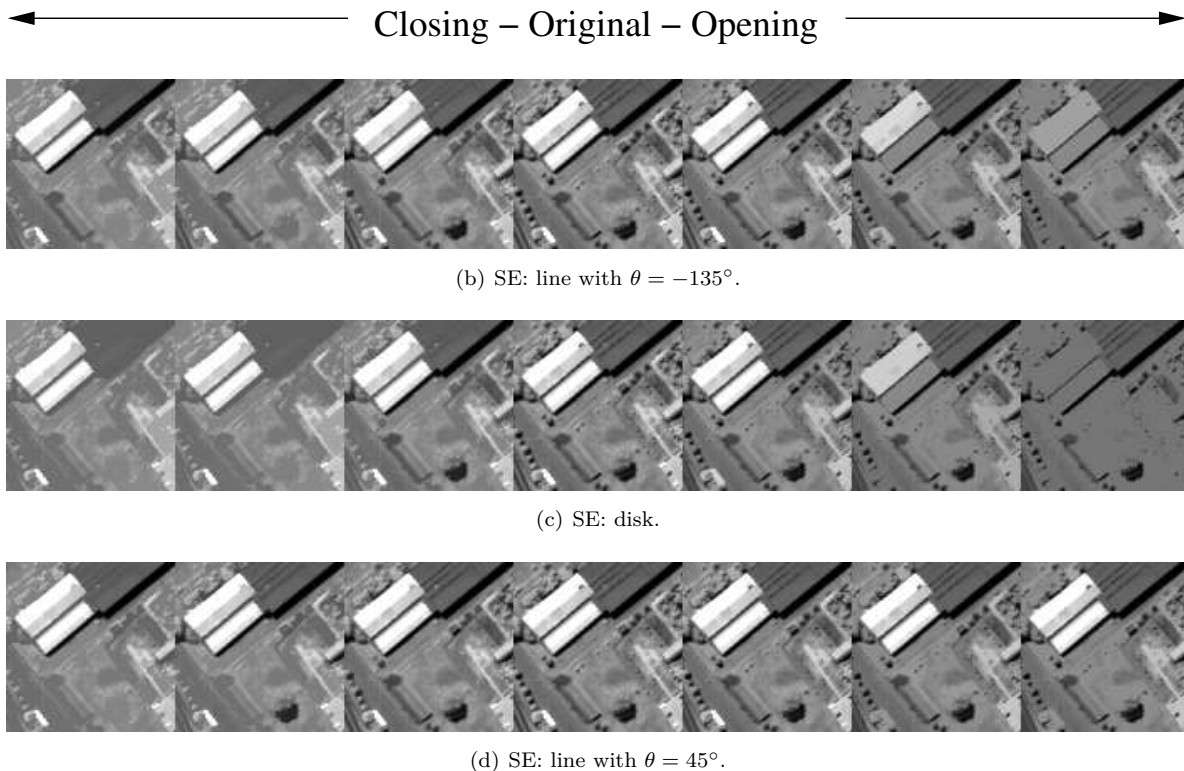 Closing – Original – Opening
(b) SE: line with θ = −135°.
(c) SE: disk.
(d) SE: line with θ = 45°.